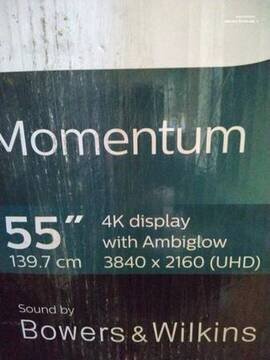 Momentum
55"
139.7 cm
4K display
with Ambiglow
3840 x 2160 (UHD)
Sound by
Bowers & Wilkins